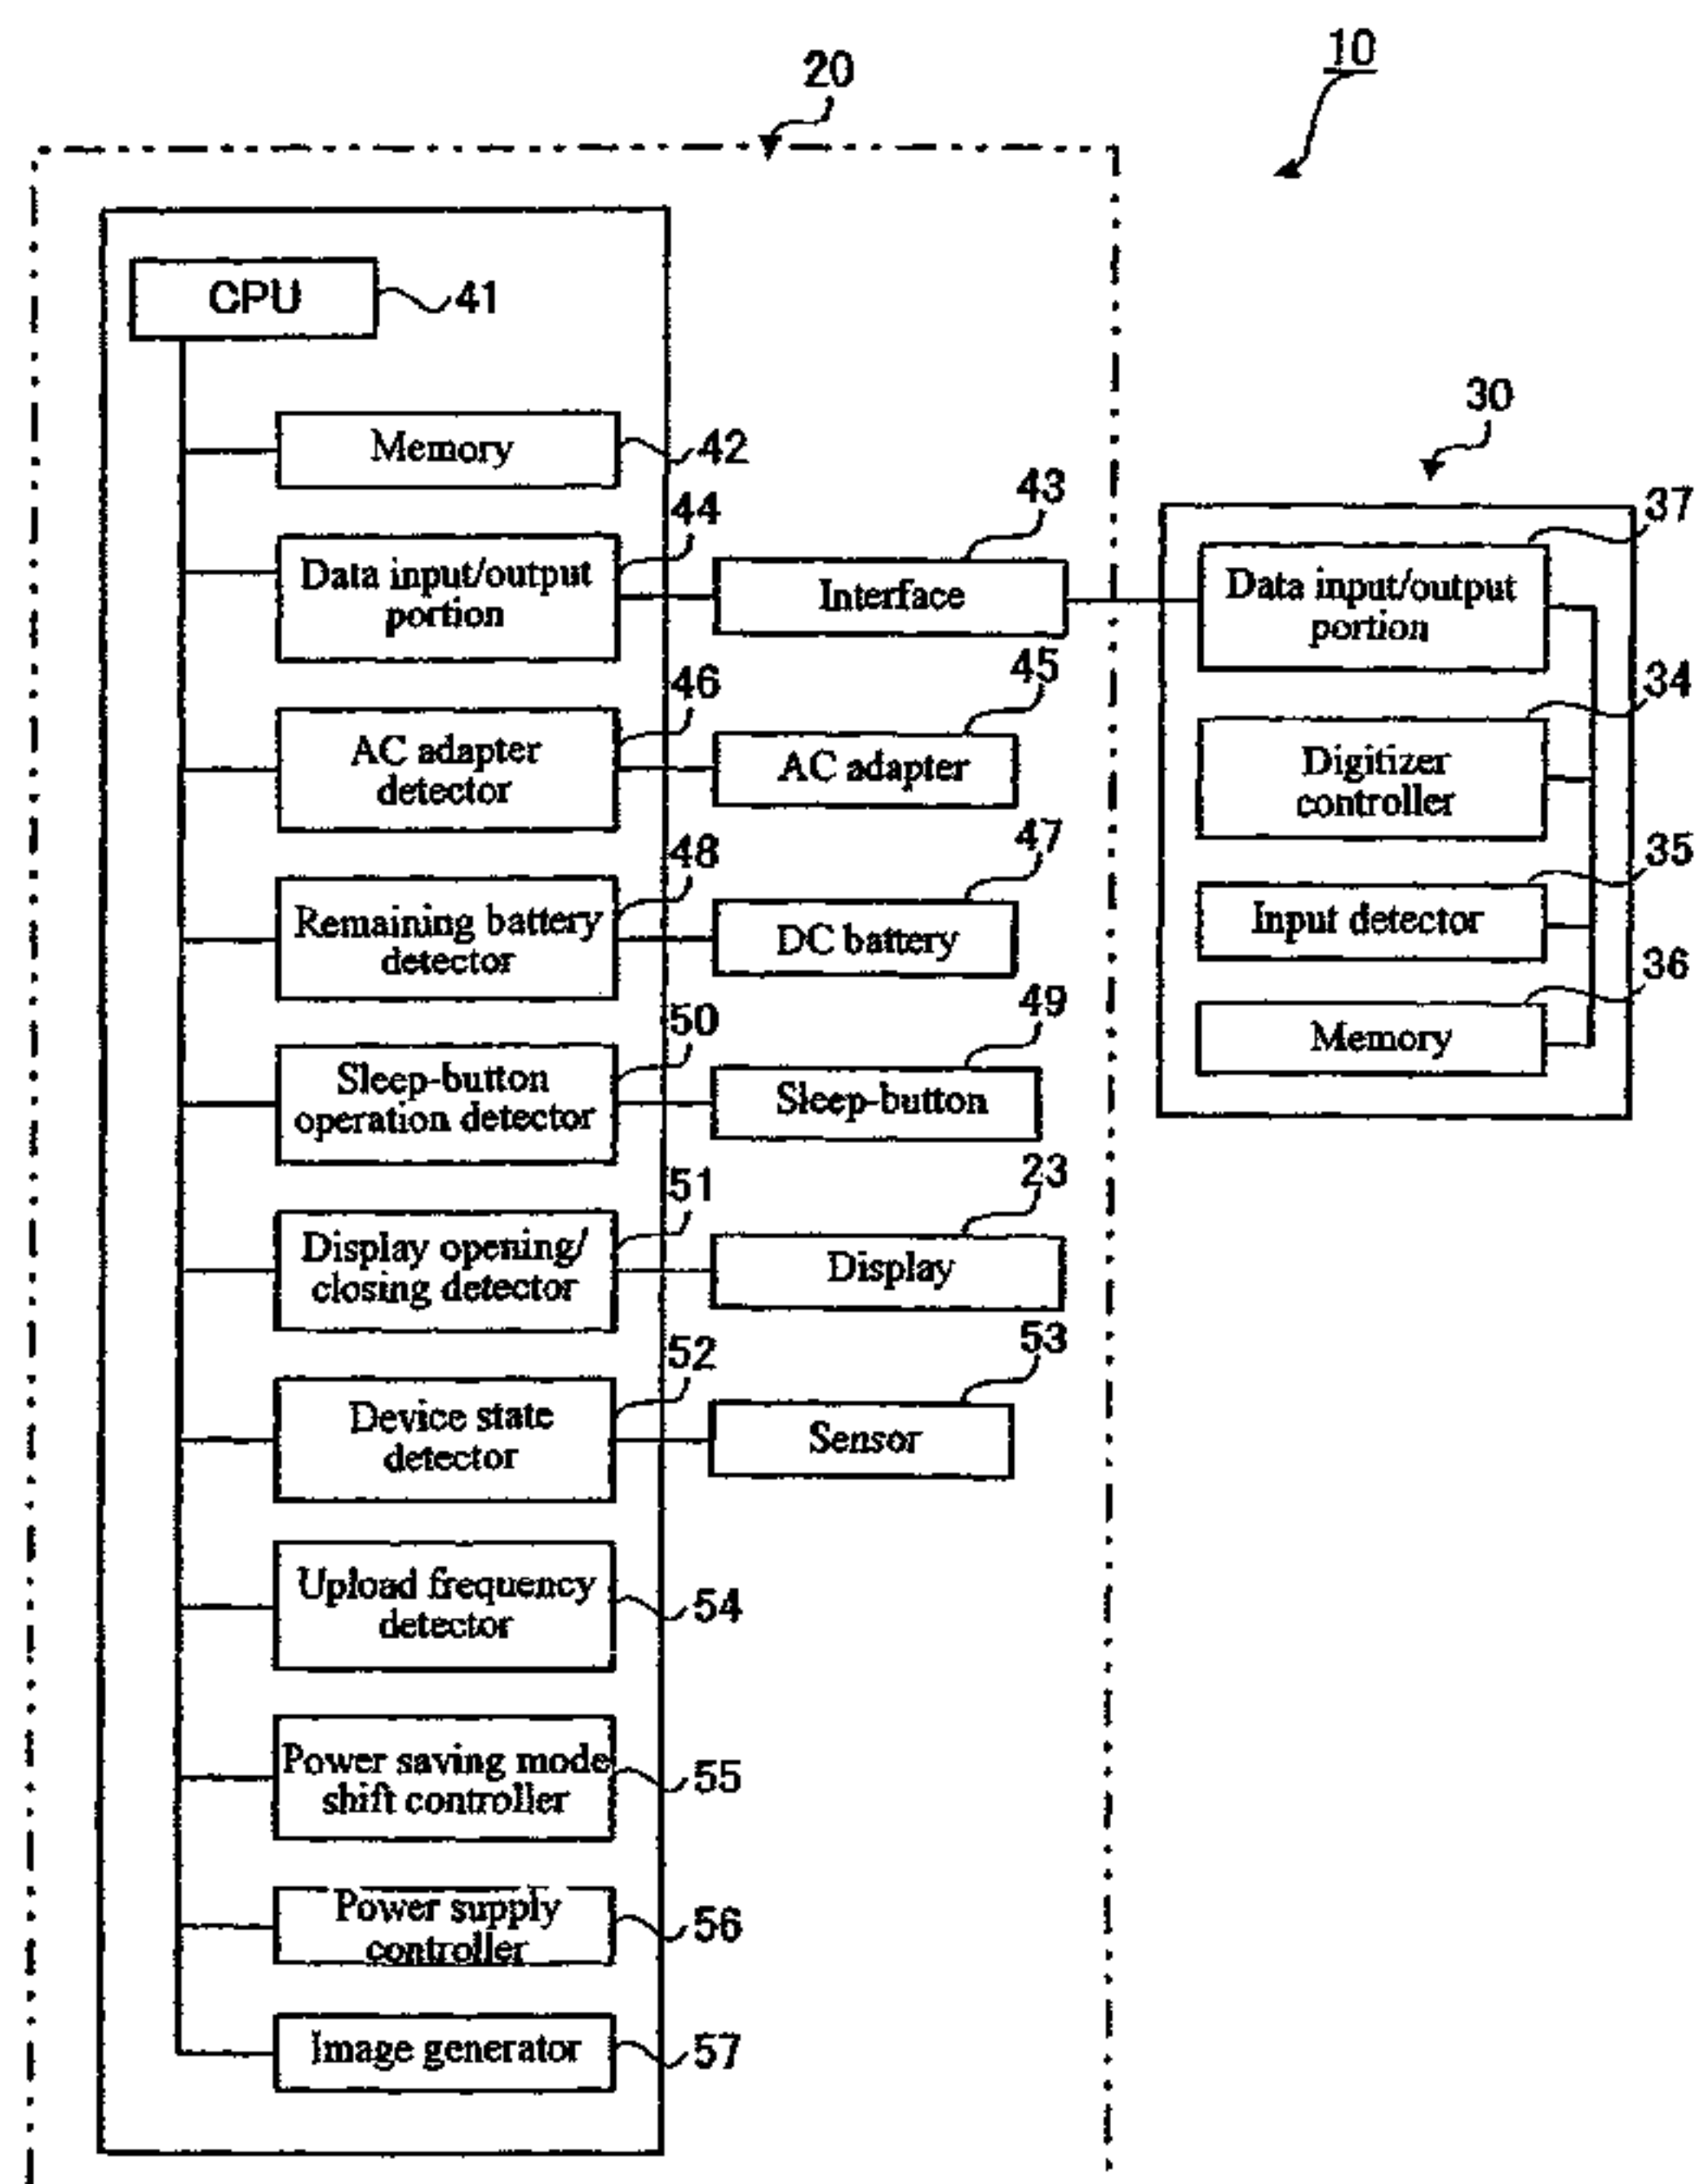 10
20
CPU
41
Memory
42
30
44
43
37
Data input/output
portion
Interface
Data input/output
portion
46
45
34
AC adapter
detector
AC adapter
Digitizer
controller
48
47
35
Remaining battery
detector
DC battery
Input detector
36
50
49
Sleep-button
operation detector
Sleep-button
Memory
51
23
Display opening/
closing detector
Display
52
53
Device state
detector
Sensor
Upload frequency
detector
54
Power saving mode
shift controller
55
Power supply
controller
56
Image generator
57